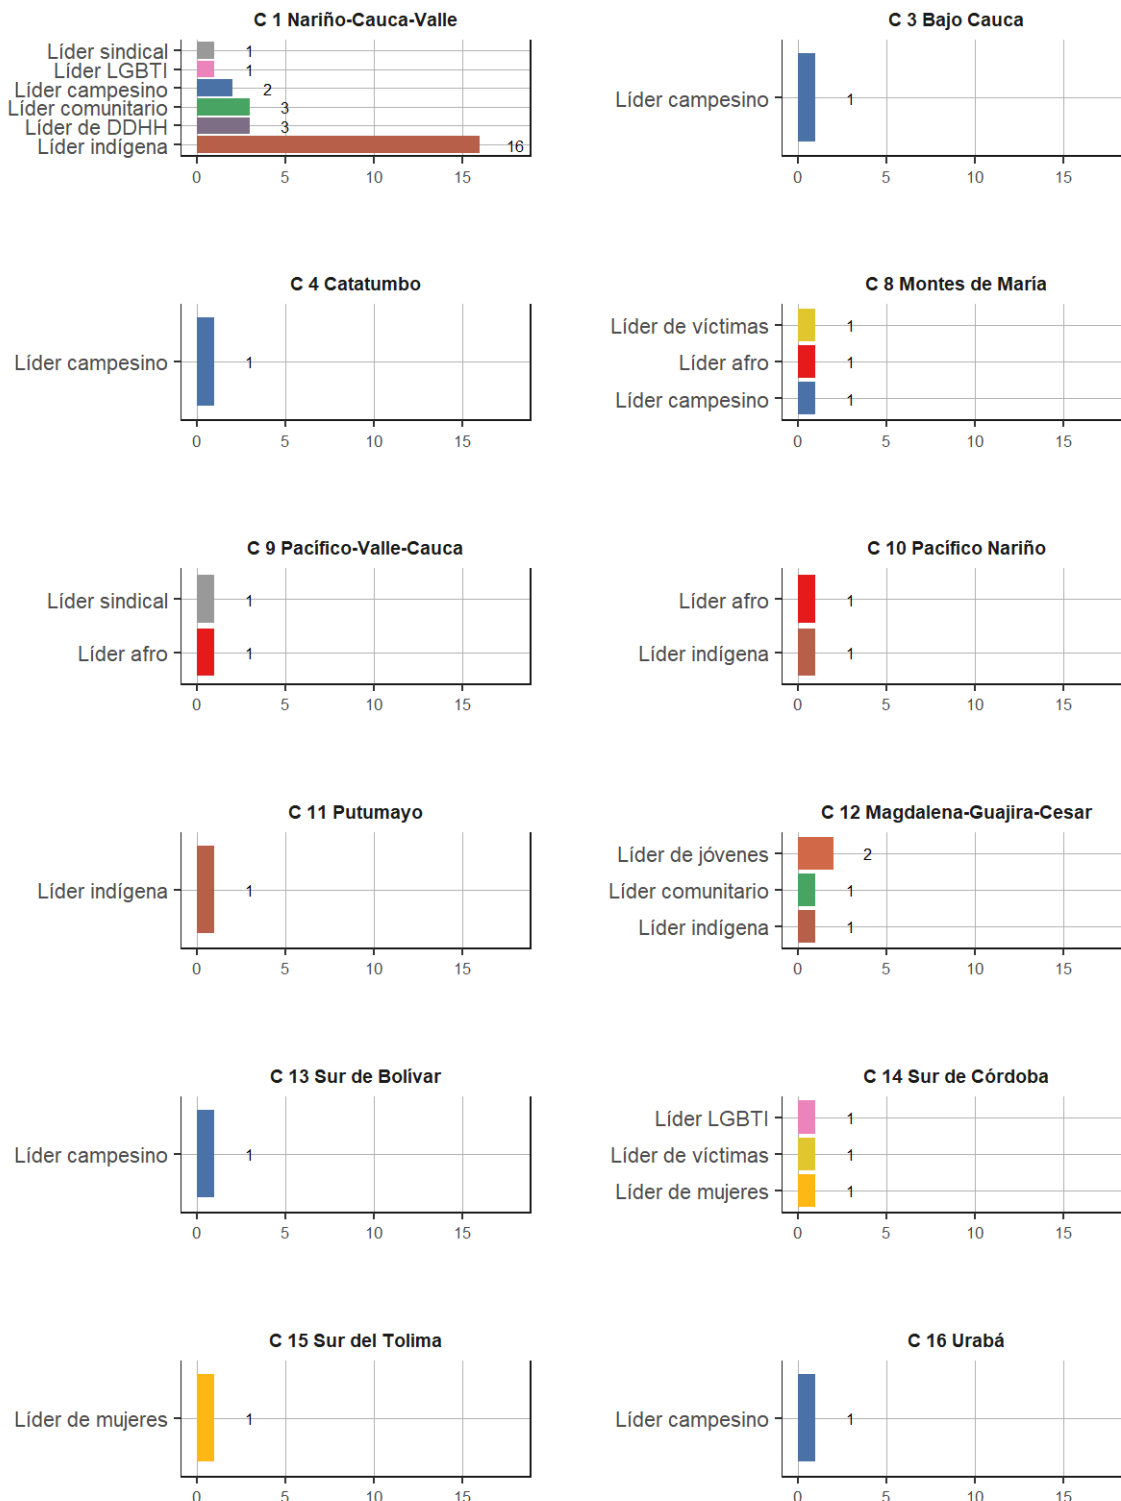 C 1 Nariño-Cauca-Valle
Líder sindical 1
Líder LGBTI 1
Líder campesino 2
Líder comunitario 3
Líder de DDHH 3
Líder indígena 16
0 5 10 15
C 3 Bajo Cauca
Líder campesino 1
0 5 10 15
C 4 Catatumbo
Líder campesino 1
0 5 10 15
C 8 Montes de María
Líder de víctimas 1
Líder afro 1
Líder campesino 1
0 5 10 15
C 9 Pacífico-Valle-Cauca
Líder sindical 1
Líder afro 1
0 5 10 15
C 10 Pacífico Nariño
Líder afro 1
Líder indígena 1
0 5 10 15
C 11 Putumayo
Líder indígena 1
0 5 10 15
C 12 Magdalena-Guajira-Cesar
Líder de jóvenes 2
Líder comunitario 1
Líder indígena 1
0 5 10 15
C 13 Sur de Bolívar
Líder campesino 1
0 5 10 15
C 14 Sur de Córdoba
Líder LGBTI 1
Líder de víctimas 1
Líder de mujeres 1
0 5 10 15
C 15 Sur del Tolima
Líder de mujeres 1
0 5 10 15
C 16 Urabá
Líder campesino 1
0 5 10 15